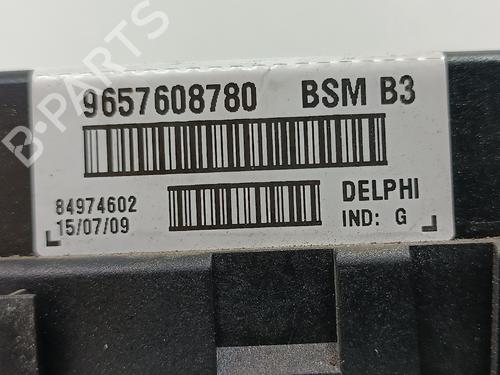 9657608780 BSM B3
84974602 DELPHI
15/07/09 IND: G
B-PARTS